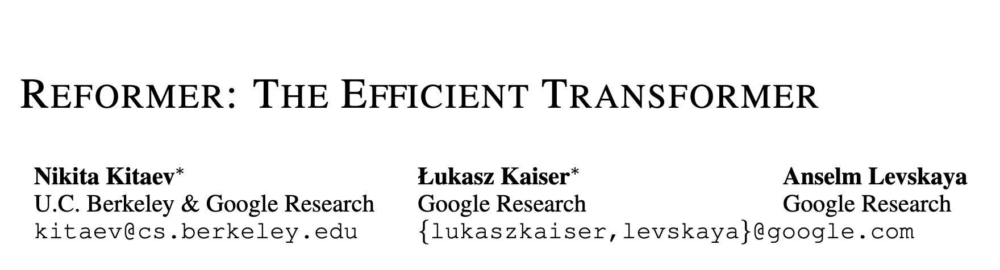 REFORMER: THE EFFICIENT TRANSFORMER
Nikita Kitaev* Łukasz Kaiser* Anselm Levskaya
U.C. Berkeley & Google Research Google Research Google Research
kitaev@cs.berkeley.edu {lukaszkaiser,levskaya}@google.com